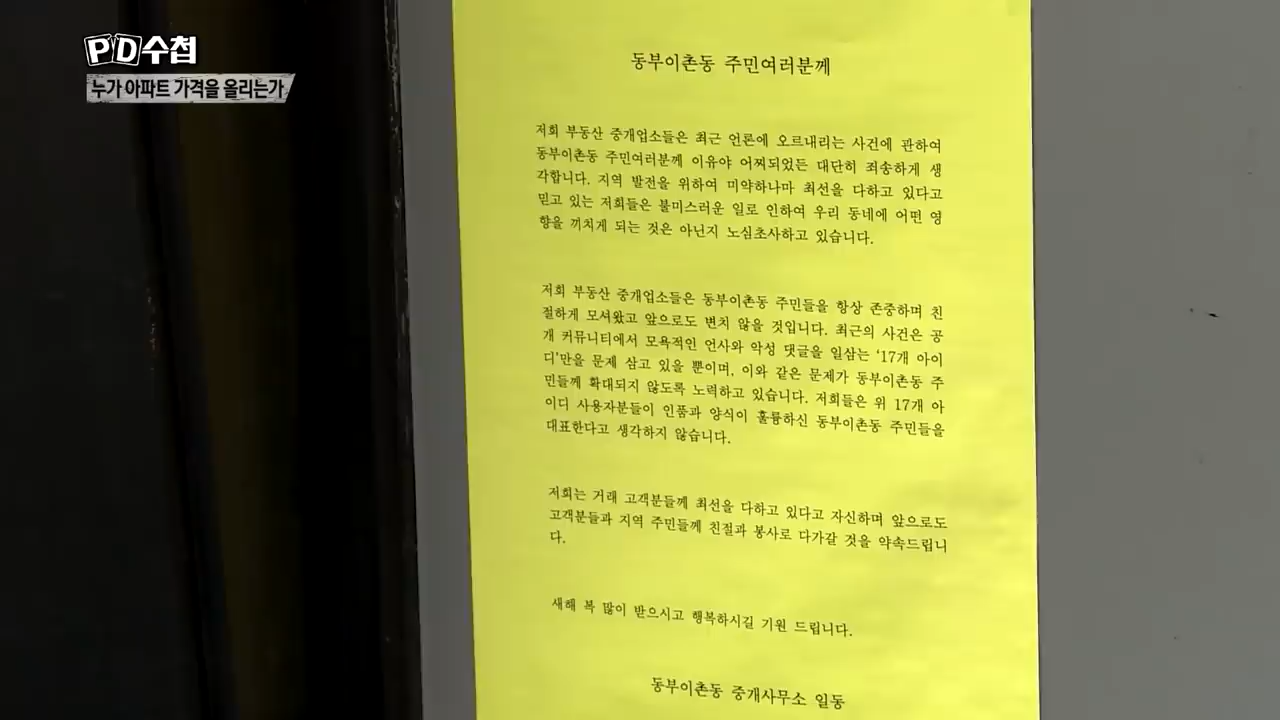 PD수첩
누가 아파트 가격을 올리는가
동부이촌동 주민여러분께
저희 부동산 중개업소들은 최근 언론에 오르내리는 사건에 관하여
동부이촌동 주민여러분께 이유야 어찌되었든 대단히 죄송하게 생
각합니다. 지역 발전을 위하여 미약하나마 최선을 다하고 있다고
믿고 있는 저희들은 불미스러운 일로 인하여 우리 동네에 어떤 영
향을 끼치게 되는 것은 아닌지 노심초사하고 있습니다.
저희 부동산 중개업소들은 동부이촌동 주민들을 항상 존중하며 친
절하게 모셔왔고 앞으로도 변치 않을 것입니다. 최근의 사건은 공
개 커뮤니티에서 모욕적인 언사와 악성 댓글을 일삼는 '17개 아이
디'만을 문제 삼고 있을 뿐이며, 이와 같은 문제가 동부이촌동 주
민들께 확대되지 않도록 노력하고 있습니다. 저희들은 위 17개 아
이디 사용자분들이 인품과 양식이 훌륭하신 동부이촌동 주민들을
대표한다고 생각하지 않습니다.
저희는 거래 고객분들께 최선을 다하고 있다고 자신하며 앞으로도
고객분들과 지역 주민들께 친절과 봉사로 다가갈 것을 약속드립니
다.
새해 복 많이 받으시고 행복하시길 기원 드립니다.
동부이촌동 중개사무소 일동